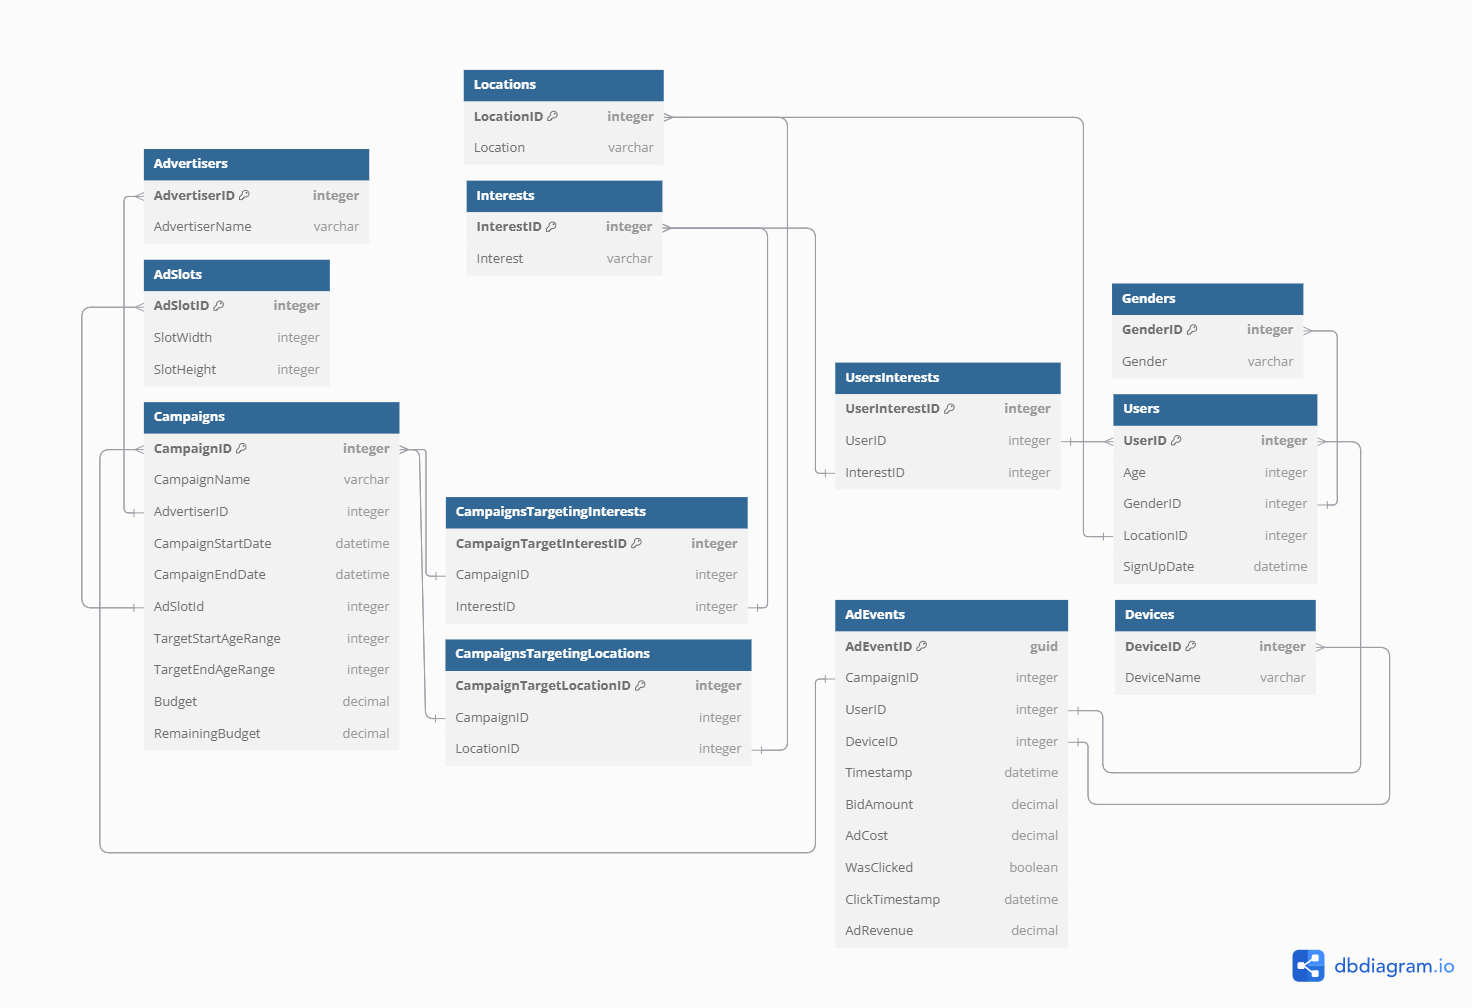 Locations
LocationID integer
Location varchar
Advertisers
AdvertiserID integer
AdvertiserName varchar
Interests
InterestID integer
Interest varchar
AdSlots
AdSlotID integer
SlotWidth integer
SlotHeight integer
Genders
GenderID integer
Gender varchar
UsersInterests
UserInterestID integer
UserID integer
InterestID integer
Users
UserID integer
Age integer
GenderID integer
LocationID integer
SignUpDate datetime
Campaigns
CampaignID integer
CampaignName varchar
AdvertiserID integer
CampaignStartDate datetime
CampaignEndDate datetime
AdSlotId integer
TargetStartAgeRange integer
TargetEndAgeRange integer
Budget decimal
RemainingBudget decimal
CampaignsTargetingInterests
CampaignTargetInterestID integer
CampaignID integer
InterestID integer
CampaignsTargetingLocations
CampaignTargetLocationID integer
CampaignID integer
LocationID integer
AdEvents
AdEventID guid
CampaignID integer
UserID integer
DeviceID integer
Timestamp datetime
BidAmount decimal
AdCost decimal
WasClicked boolean
ClickTimestamp datetime
AdRevenue decimal
Devices
DeviceID integer
DeviceName varchar
dbdiagram.io